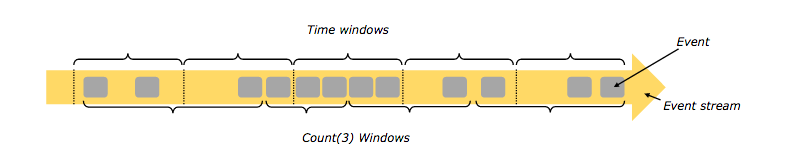 Time windows
Event
Event stream
Count(3) Windows